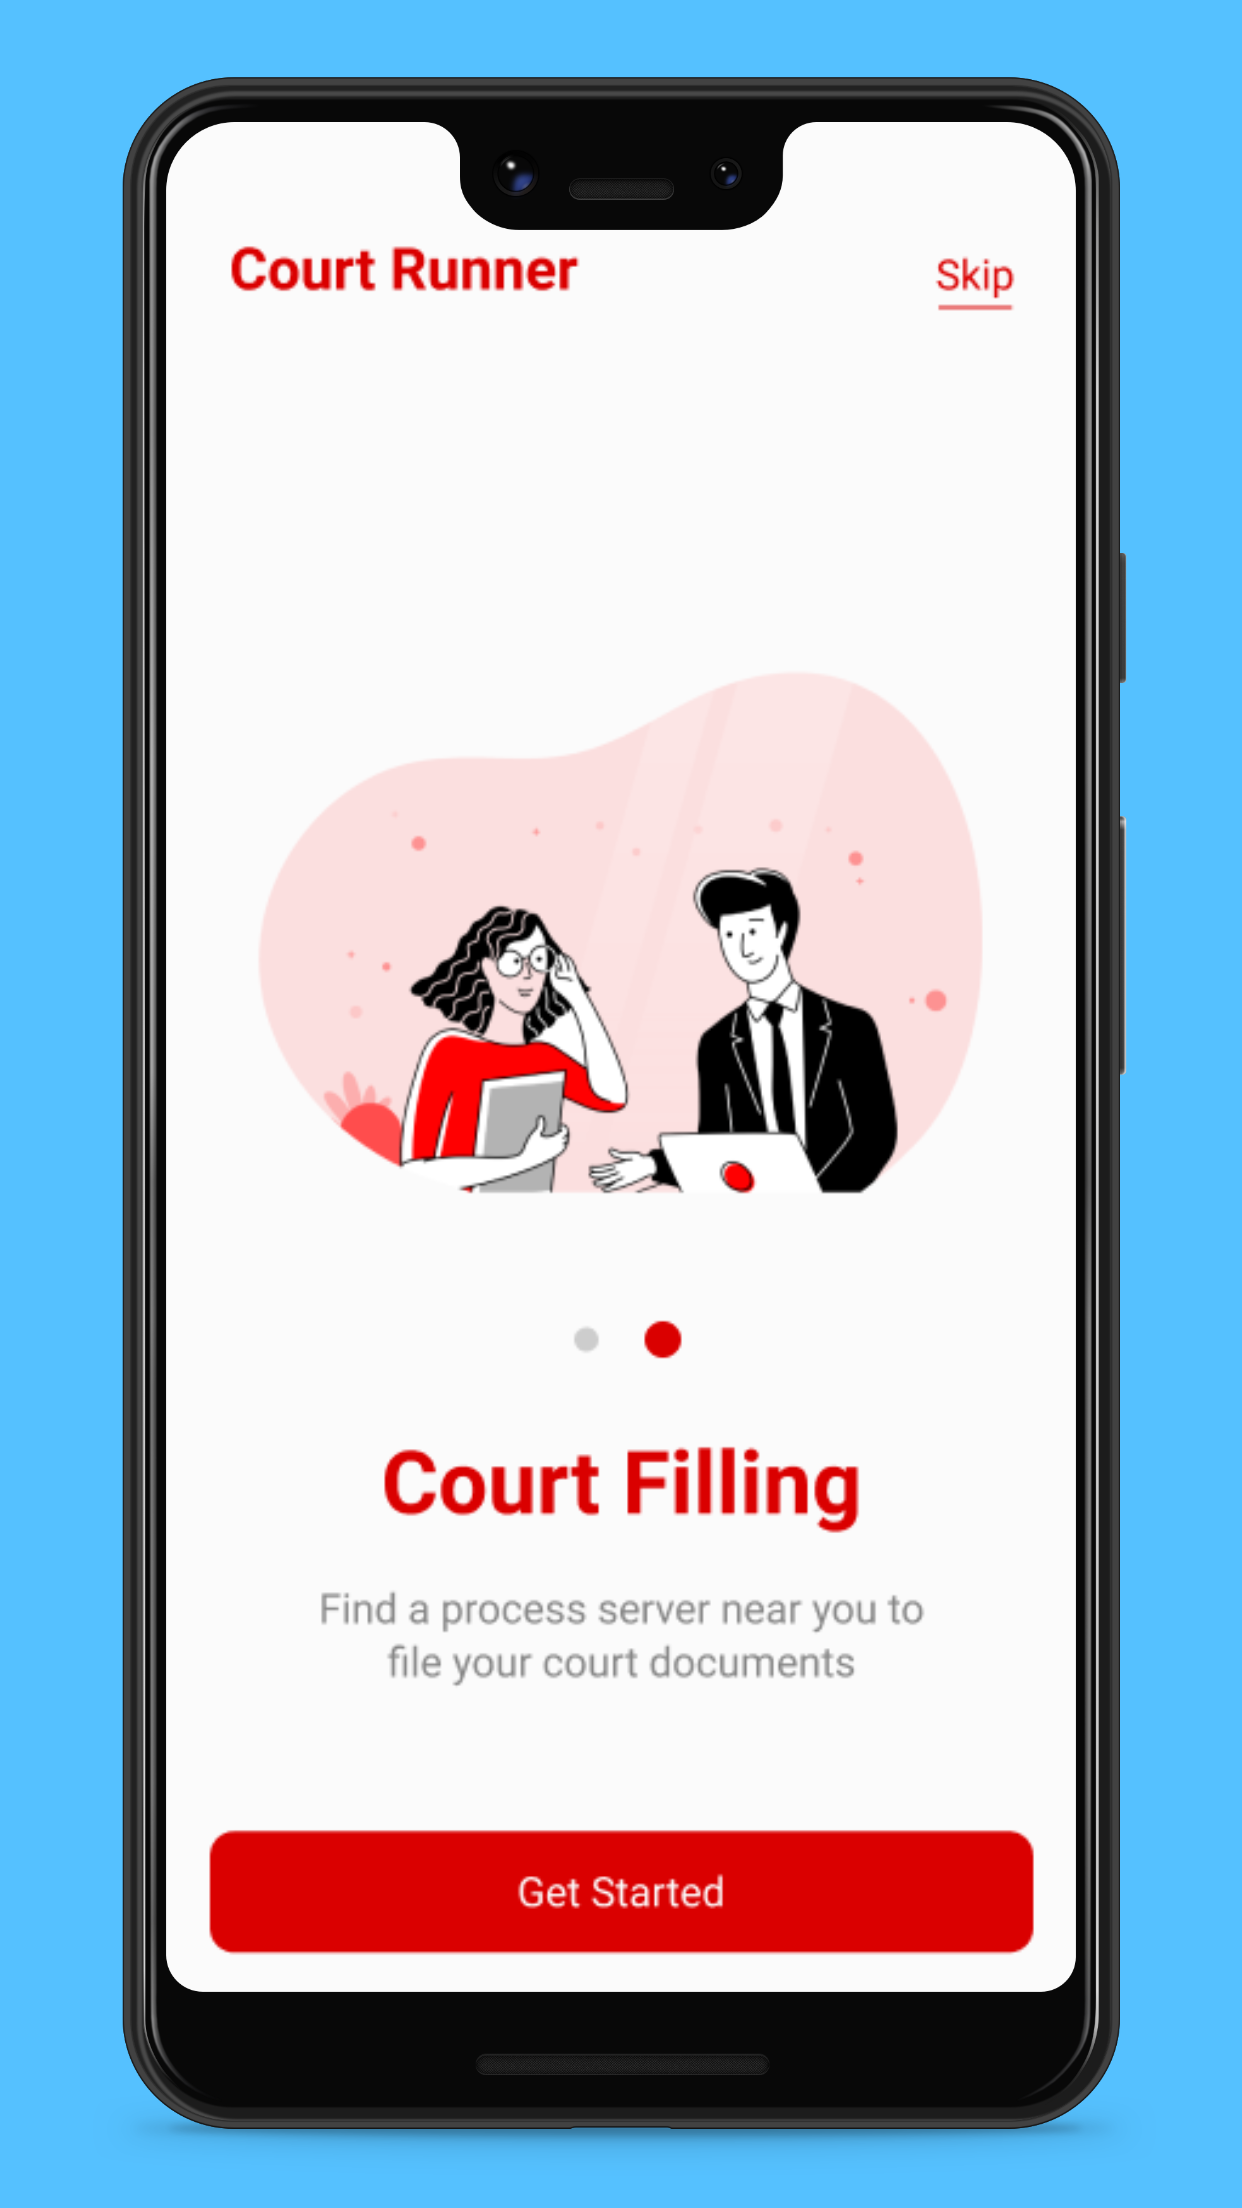 Court Runner
Skip
Court Filling
Find a process server near you to
file your court documents
Get Started